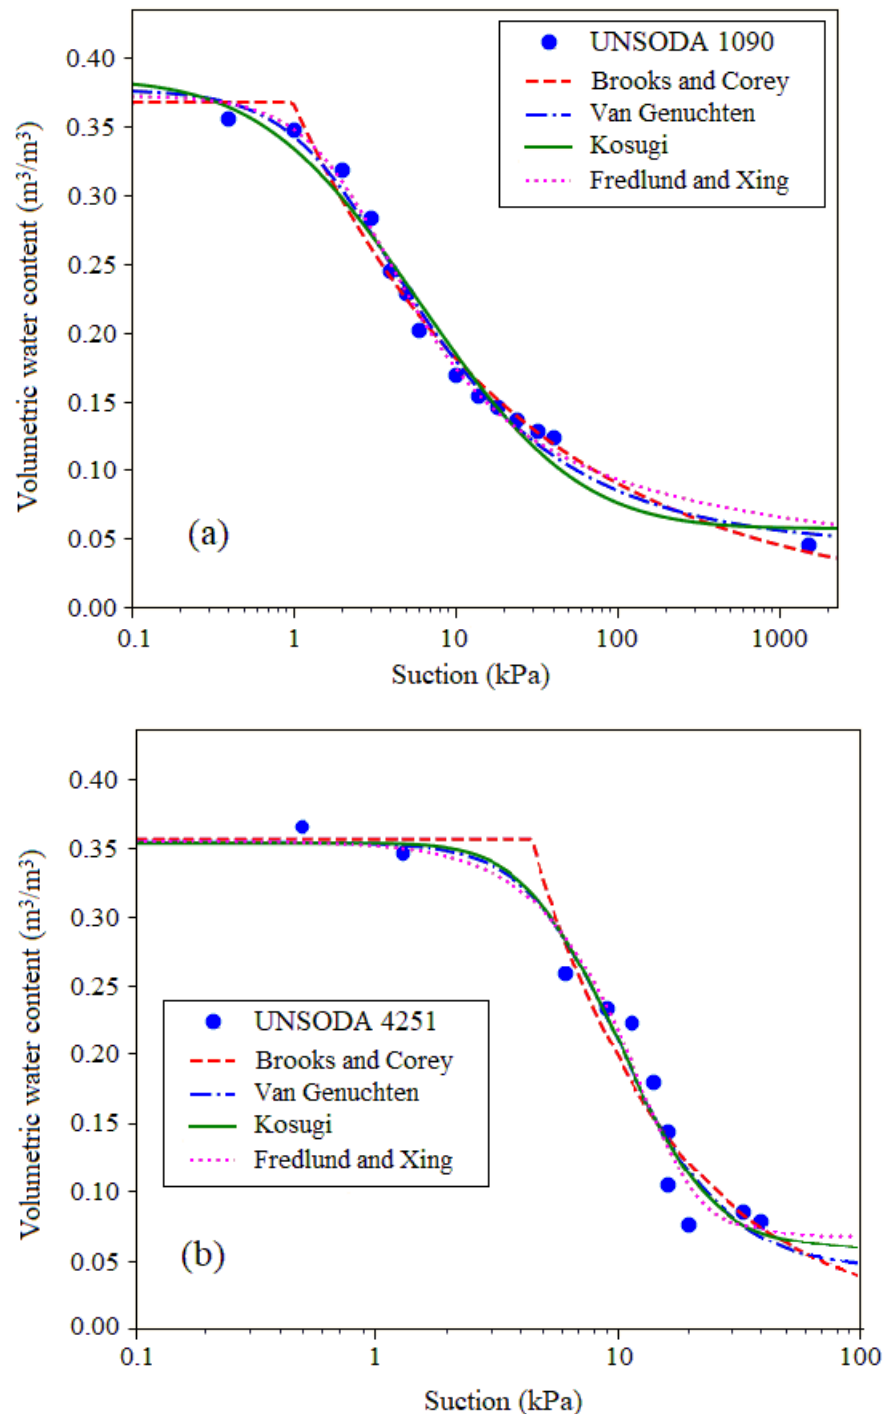 0.40
0.35
0.30
0.25
0.20
0.15
0.10
0.05
0.00
Volumetric water content (m³/m³)
UNSODA 1090
Brooks and Corey
Van Genuchten
Kosugi
Fredlund and Xing
(a)
0.1 1 10 100 1000
Suction (kPa)
0.40
0.35
0.30
0.25
0.20
0.15
0.10
0.05
0.00
Volumetric water content (m³/m³)
UNSODA 4251
Brooks and Corey
Van Genuchten
Kosugi
Fredlund and Xing
(b)
0.1 1 10 100
Suction (kPa)